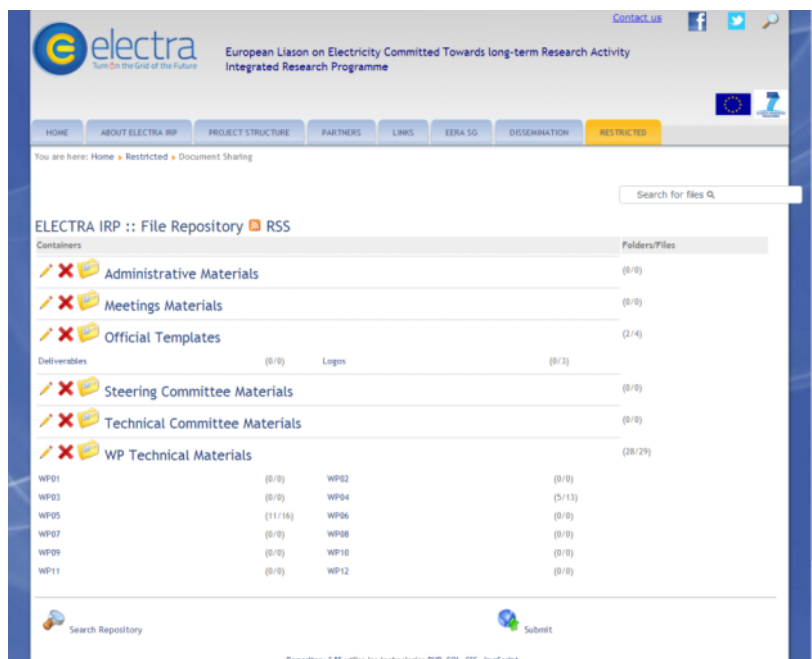 Contact us
electra
Turn On the Grid of the Future
European Liason on Electricity Committed Towards long-term Research Activity
Integrated Research Programme
HOME ABOUT ELECTRA IRP PROJECT STRUCTURE PARTNERS LINKS EERA SG DISSEMINATION RESTRICTED
You are here: Home ▸ Restricted ▸ Document Sharing
Search for files
ELECTRA IRP :: File Repository RSS
Containers Folders/Files
Administrative Materials (0/0)
Meetings Materials (0/0)
Official Templates (2/4)
Deliverables (0/0) Logos (0/3)
Steering Committee Materials (0/0)
Technical Committee Materials (0/0)
WP Technical Materials (28/29)
WP01 (0/0) WP02 (0/0)
WP03 (0/0) WP04 (5/13)
WP05 (11/16) WP06 (0/0)
WP07 (0/0) WP08 (0/0)
WP09 (0/0) WP10 (0/0)
WP11 (0/0) WP12 (0/0)
Search Repository Submit